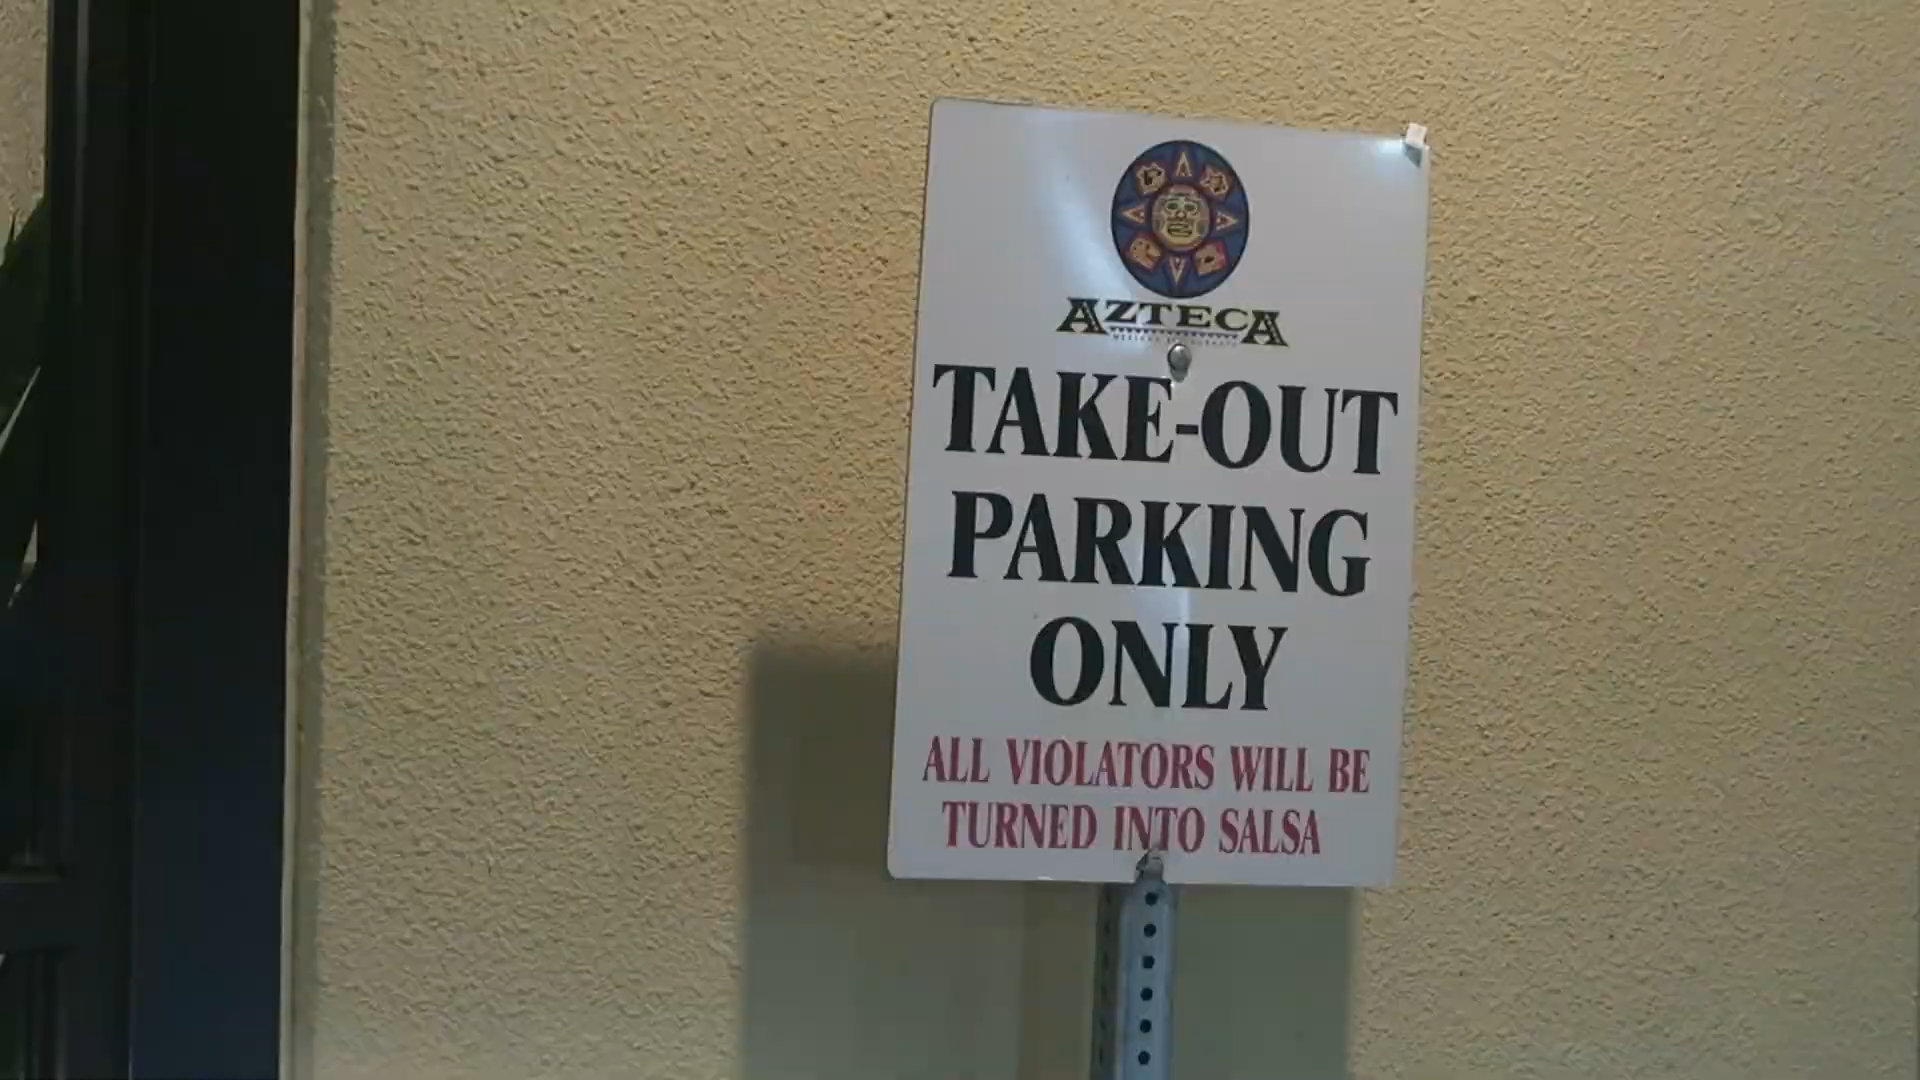 AZTECA
TAKE-OUT
PARKING
ONLY
ALL VIOLATORS WILL BE
TURNED INTO SALSA